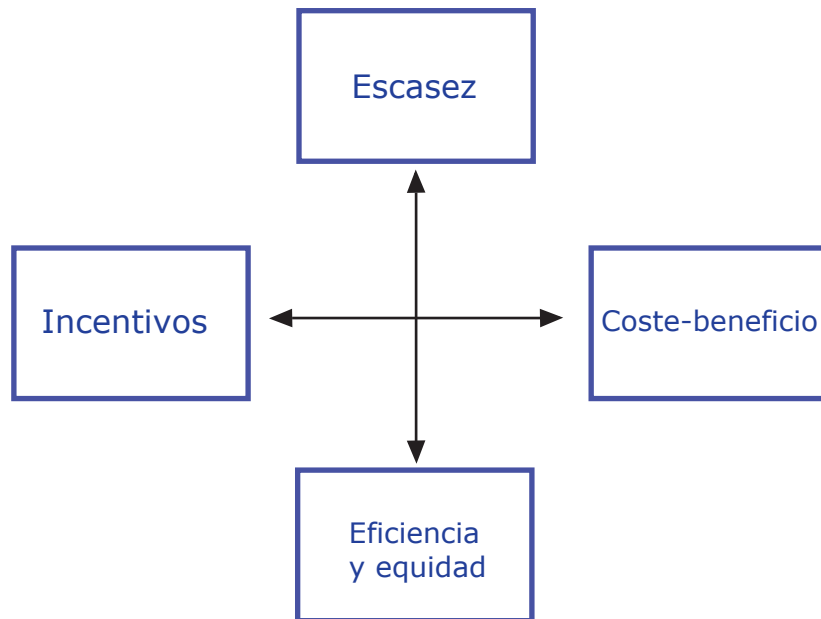 Escasez
Incentivos
Coste-beneficio
Eficiencia
y equidad